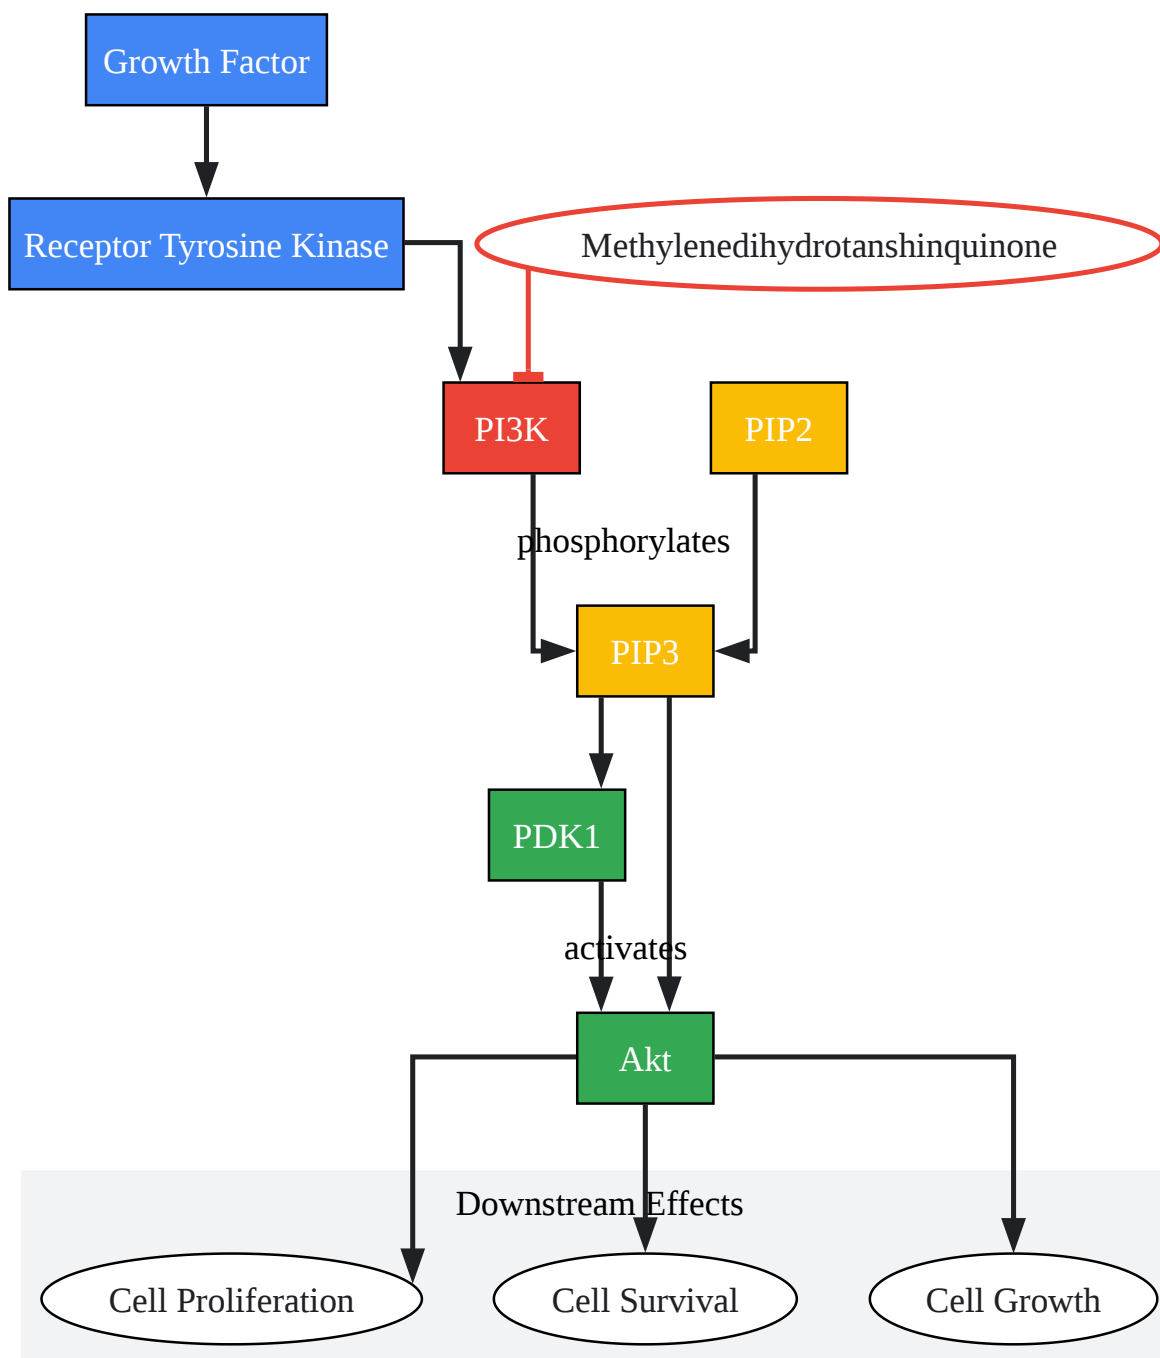 Growth Factor
Receptor Tyrosine Kinase
Methylenedihydrotanshinquinone
PI3K
PIP2
phosphorylates
PIP3
PDK1
activates
Akt
Downstream Effects
Cell Proliferation
Cell Survival
Cell Growth